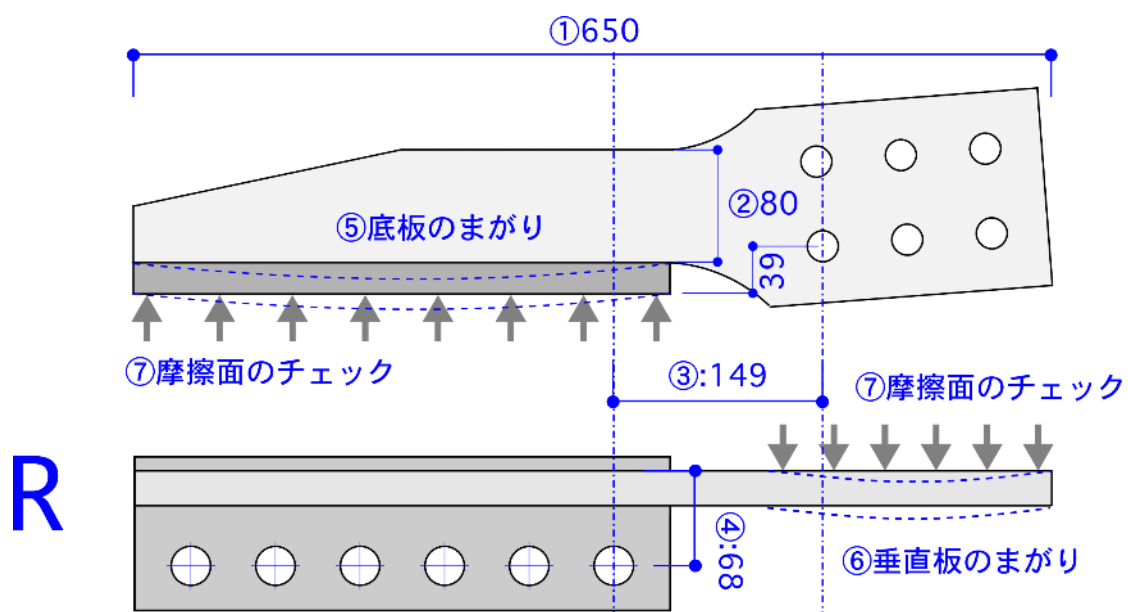 ①650
②80
⑤底板のまがり
39
⑦摩擦面のチェック
③:149
⑦摩擦面のチェック
R
④:68
⑥垂直板のまがり